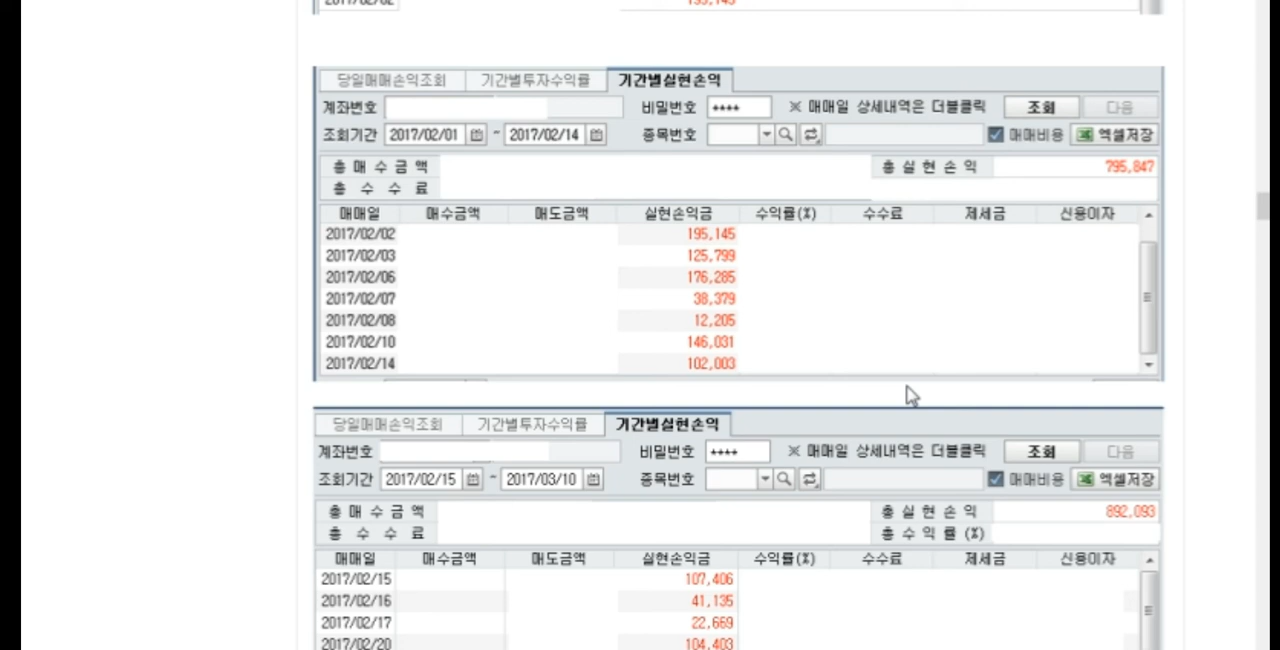 2017/02/02 195,145
당일매매손익조회 기간별투자수익률 기간별실현손익
계좌번호 비밀번호 **** ※ 매매일 상세내역은 더블클릭 조회 다음
조회기간 2017/02/01 ~ 2017/02/14 종목번호 매매비용 엑셀저장
총 매 수 금 액 총 실 현 손 익 795,847
총 수 수 료
매매일 매수금액 매도금액 실현손익금 수익률(%) 수수료 제세금 신용이자
2017/02/02 195,145
2017/02/03 125,799
2017/02/06 176,285
2017/02/07 38,379
2017/02/08 12,205
2017/02/10 146,031
2017/02/14 102,003
당일매매손익조회 기간별투자수익률 기간별실현손익
계좌번호 비밀번호 **** ※ 매매일 상세내역은 더블클릭 조회 다음
조회기간 2017/02/15 ~ 2017/03/10 종목번호 매매비용 엑셀저장
총 매 수 금 액 총 실 현 손 익 892,093
총 수 수 료 총 수 익 률 (%)
매매일 매수금액 매도금액 실현손익금 수익률(%) 수수료 제세금 신용이자
2017/02/15 107,406
2017/02/16 41,135
2017/02/17 22,669
2017/02/20 104,403